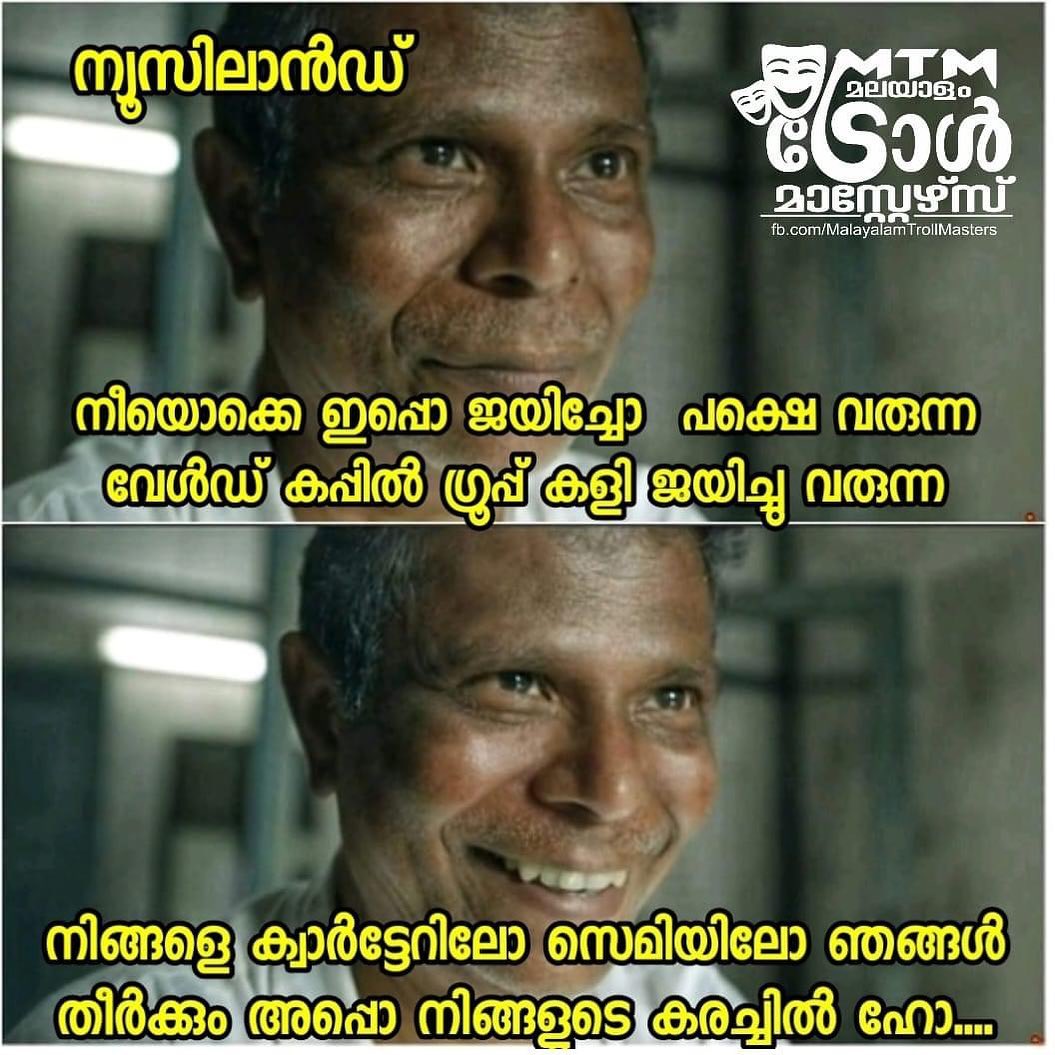 ന്യൂസിലാൻഡ്
MTM
മലയാളം
ട്രോൾ
മാസ്റ്റേഴ്സ്
fb.com/MalayalamTrollMasters
നീയൊക്കെ ഇപ്പൊ ജയിച്ചോ പക്ഷെ വരുന്ന
വേൾഡ് കപ്പിൽ ഗ്രൂപ്പ് കളി ജയിച്ചു വരുന്ന
നിങ്ങളെ ക്വാർട്ടേറിലോ സെമിയിലോ ഞങ്ങൾ
തീർക്കും അപ്പൊ നിങ്ങളുടെ കരച്ചിൽ ഹോ....